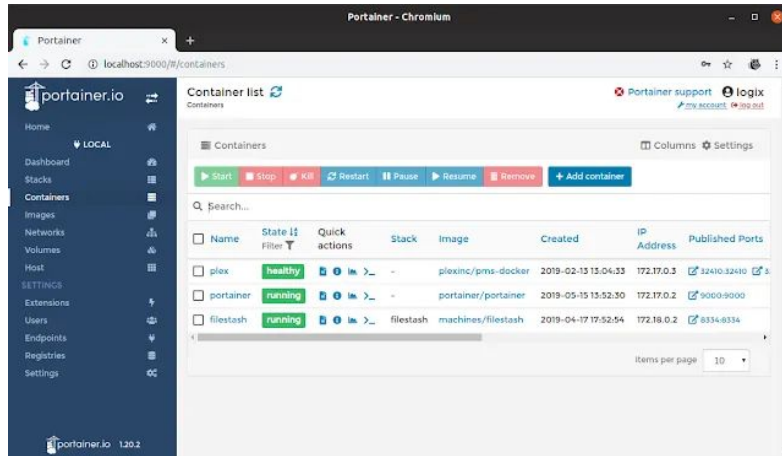 Portainer - Chromium
Portainer
localhost:9000/#/containers
portainer.io
Container list
Containers
Portainer support
logix
my account
log out
Home
LOCAL
Dashboard
Stacks
Containers
Images
Networks
Volumes
Host
SETTINGS
Extensions
Users
Endpoints
Registries
Settings
portainer.io 1.20.2
Containers
Columns Settings
Start Stop Kill Restart Pause Resume Remove + Add container
Search...
Name State Filter Quick actions Stack Image Created IP Address Published Ports
plex healthy - plexinc/pms-docker 2019-02-13 13:04:33 172.17.0.3 32410:32410 3
portainer running - portainer/portainer 2019-05-15 13:52:30 172.17.0.2 9000:9000
filestash running filestash machines/filestash 2019-04-17 17:52:54 172.18.0.2 8334:8334
Items per page 10